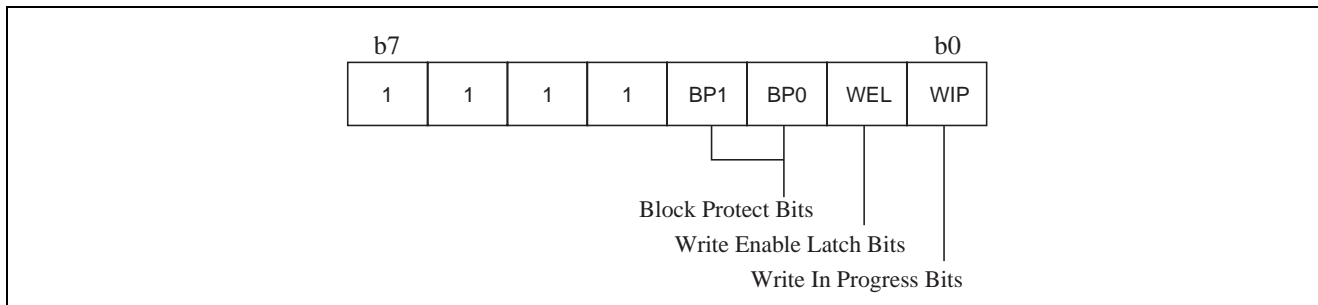 b7 b0
1 1 1 1 BP1 BP0 WEL WIP
Block Protect Bits
Write Enable Latch Bits
Write In Progress Bits